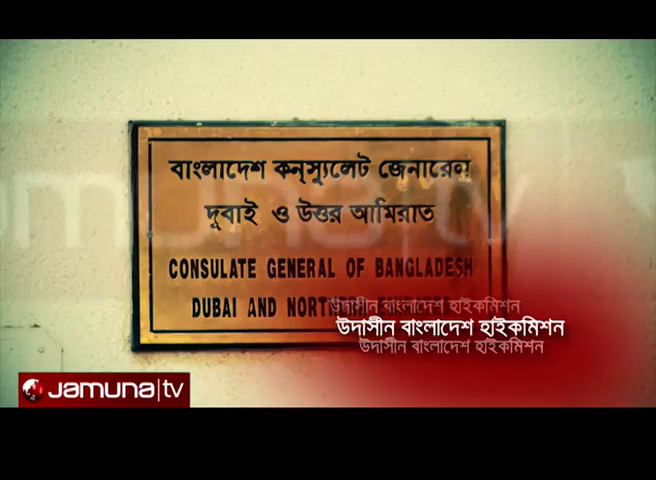 বাংলাদেশ কনস্যুলেট জেনারেল
দুবাই ও উত্তর আমিরাত
CONSULATE GENERAL OF BANGLADESH
DUBAI AND
উদাসীন বাংলাদেশ হাইকমিশন
উদাসীন বাংলাদেশ হাইকমিশন
উদাসীন বাংলাদেশ হাইকমিশন
JAMUNA|tv